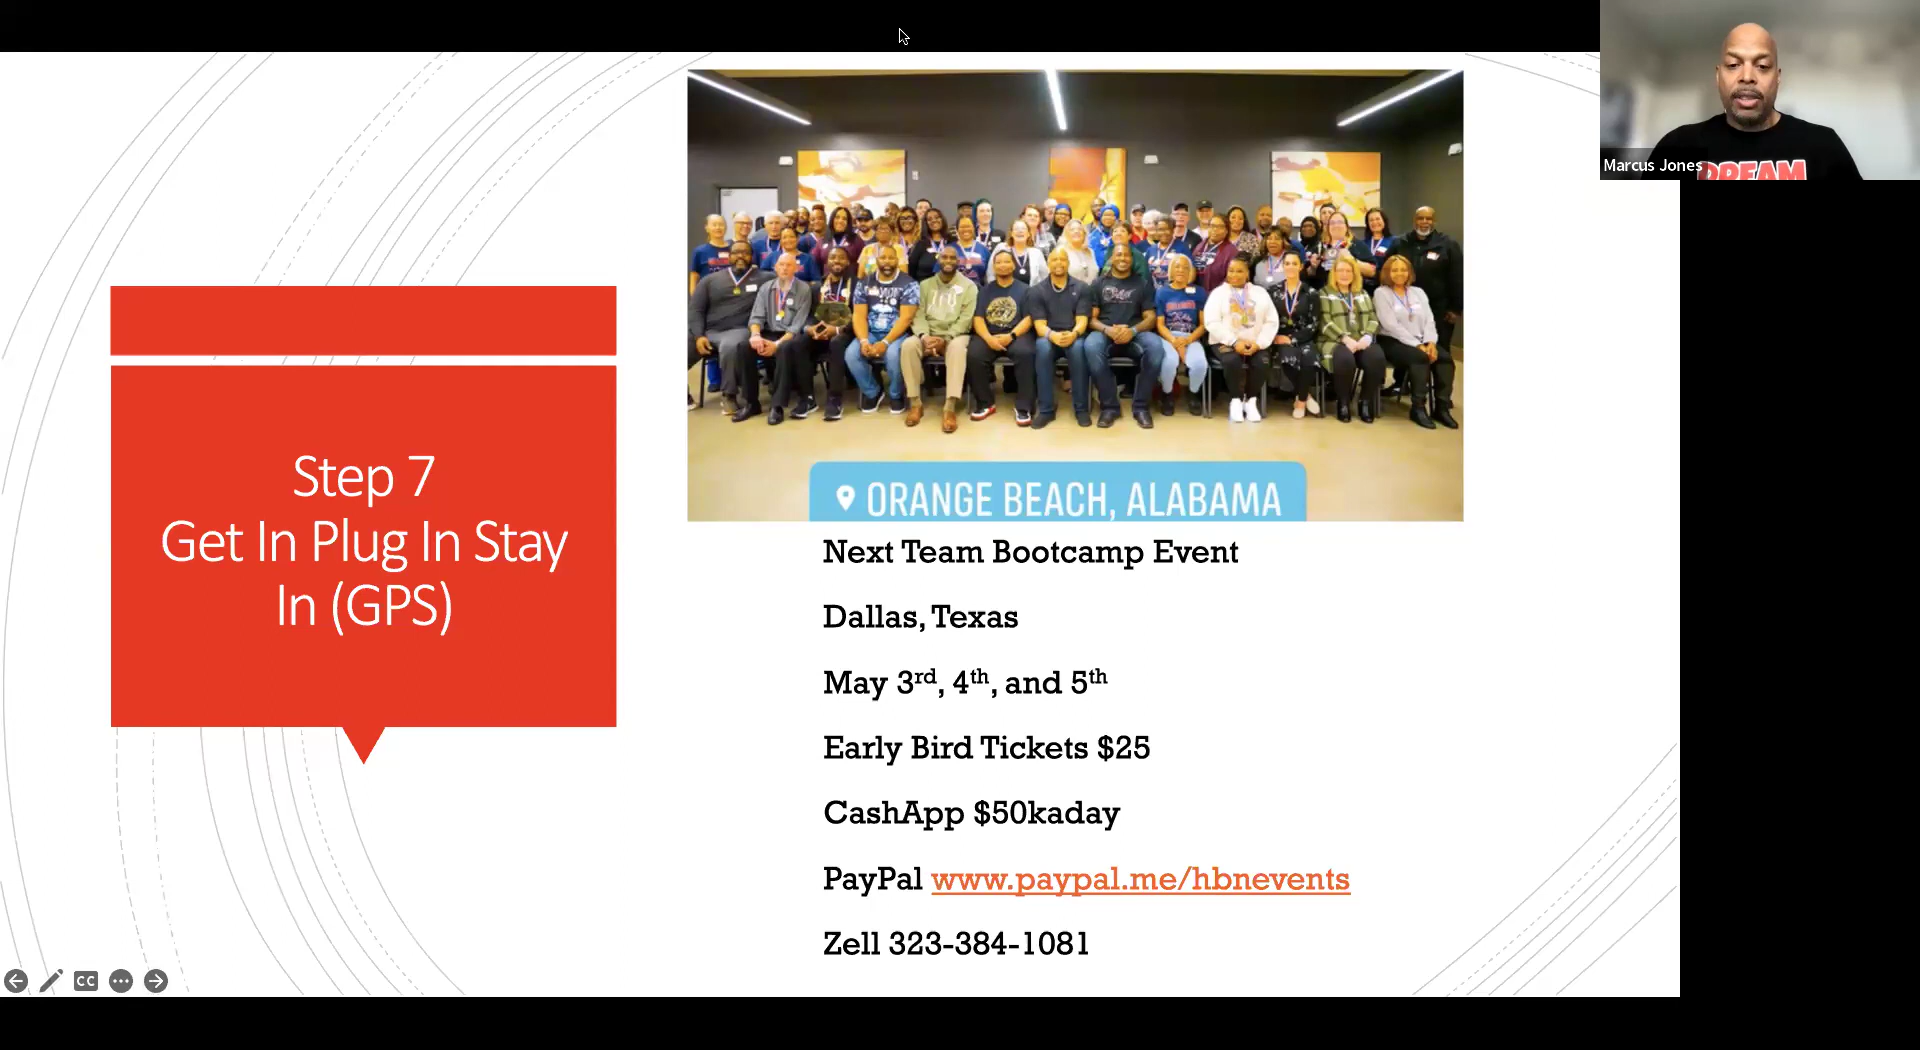 Marcus Jones
DREAM
ORANGE BEACH, ALABAMA
Step 7
Get In Plug In Stay
In (GPS)
Next Team Bootcamp Event
Dallas, Texas
May 3rd, 4th, and 5th
Early Bird Tickets $25
CashApp $50kaday
PayPal www.paypal.me/hbnevents
Zell 323-384-1081
CC